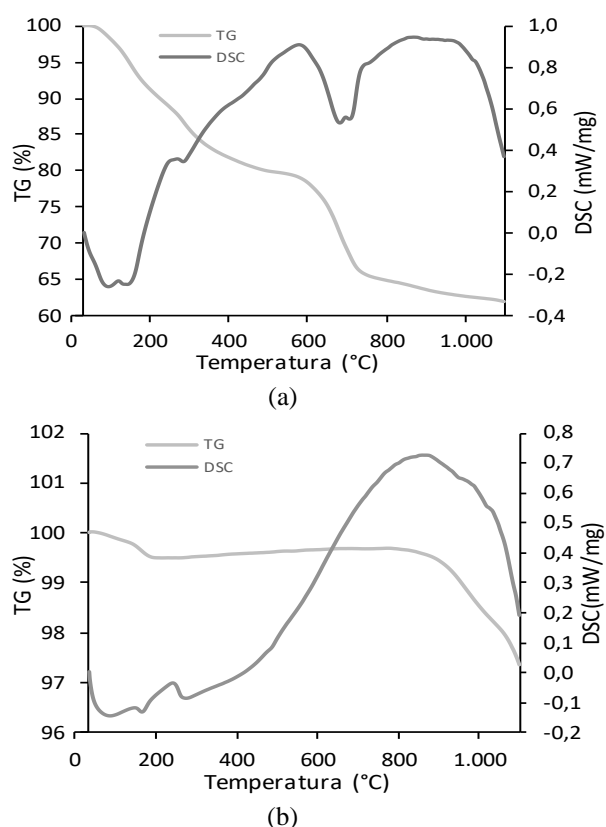 100
95
90
85
80
75
70
65
60
TG (%)
TG
DSC
1,0
0,8
0,6
0,4
0,2
0,0
-0,2
-0,4
DSC (mW/mg)
0 200 400 600 800 1.000
Temperatura (°C)
(a)
102
101
100
99
98
97
96
TG (%)
TG
DSC
0,8
0,7
0,6
0,5
0,4
0,3
0,2
0,1
0,0
-0,1
-0,2
DSC(mW/mg)
0 200 400 600 800 1.000
Temperatura (°C)
(b)